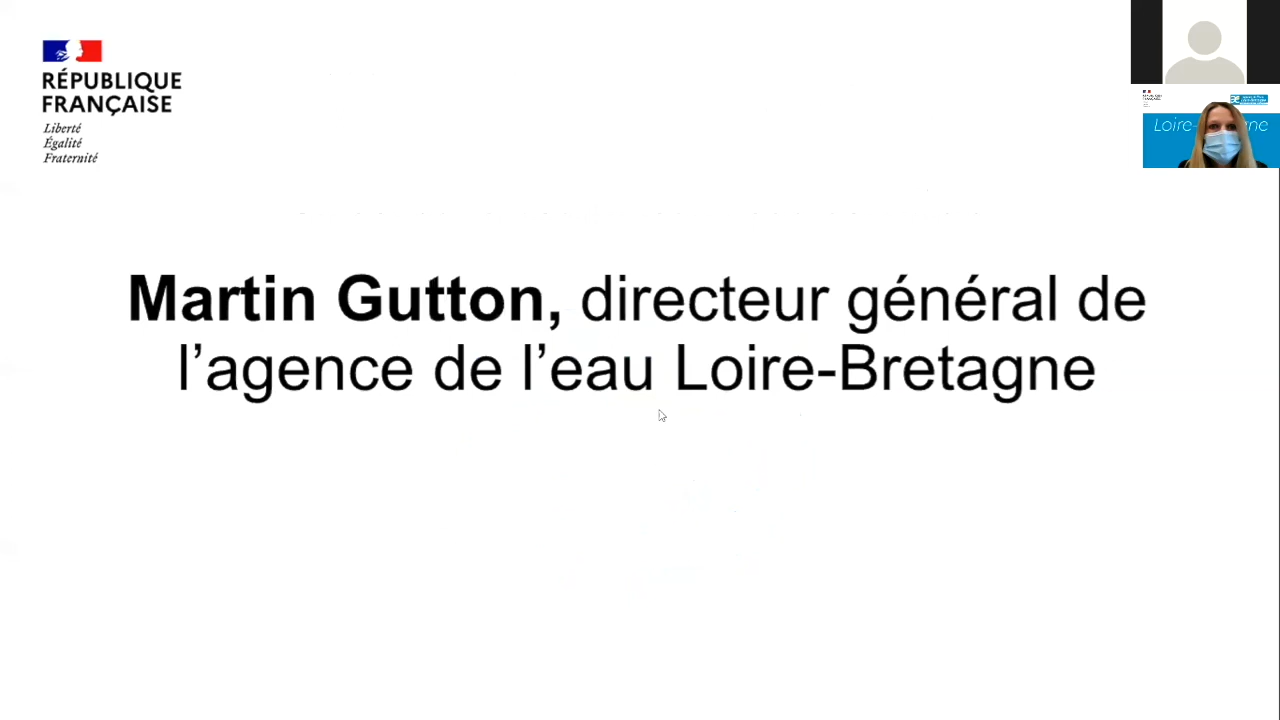 RÉPUBLIQUE
FRANÇAISE
Liberté
Égalité
Fraternité
Martin Gutton, directeur général de
l’agence de l’eau Loire-Bretagne